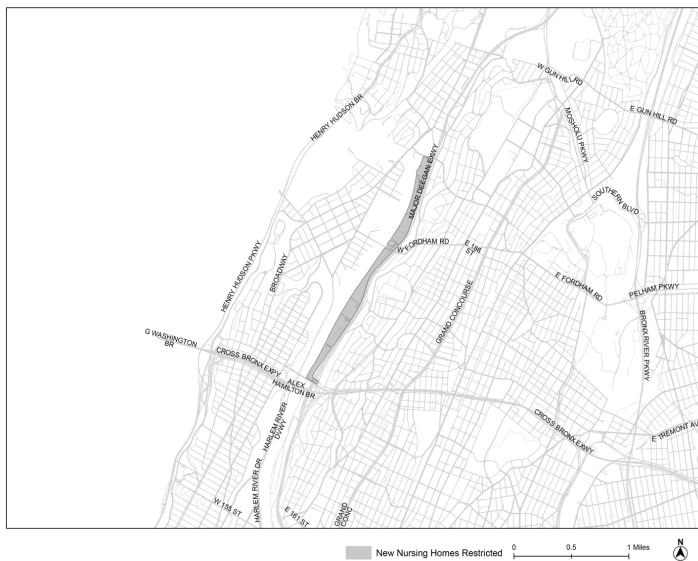 W GUN HILL RD
E GUN HILL RD
HENRY HUDSON BR
MOSHOLU PKWY
MAJOR DEEGAN EXWY
SOUTHERN BLVD
W FORDHAM RD
E 188
ST
BROADWAY
HENRY HUDSON PKWY
E FORDHAM RD
PELHAM PKWY
GRAND CONCOURSE
BRONX RIVER PKWY
G WASHINGTON
BR
CROSS BRONX EXPY
ALEX
HAMILTON BR
HARLEM RIVER
DVWY
CROSS BRONX EXWY
E TREMONT AV
HARLEM RIVER DR
W 155 ST
E 161 ST
GRAND
CONC
New Nursing Homes Restricted
0 0.5 1 Miles
N